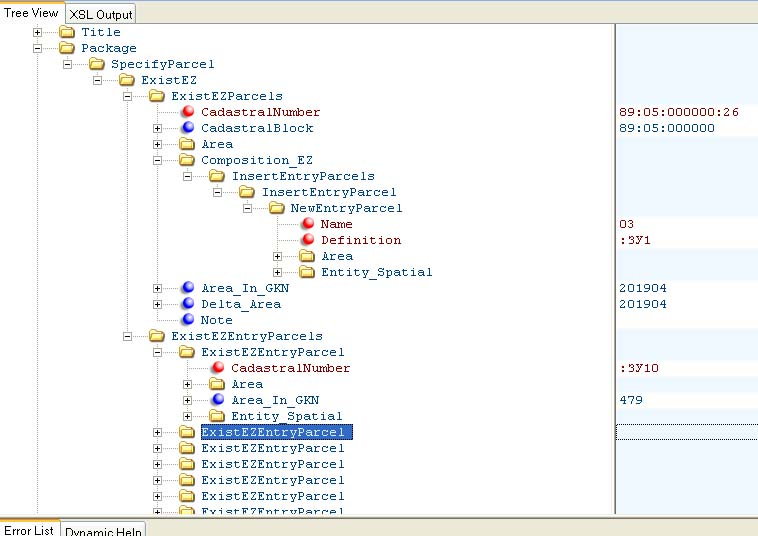 Tree View XSL Output
Title
Package
SpecifyParcel
ExistEZ
ExistEZParcels
CadastralNumber 89:05:000000:26
CadastralBlock 89:05:000000
Area
Composition_EZ
InsertEntryParcels
InsertEntryParcel
NewEntryParcel
Name 03
Definition :ЗУ1
Area
Entity_Spatial
Area_In_GKN 201904
Delta_Area 201904
Note
ExistEZEntryParcels
ExistEZEntryParcel
CadastralNumber :ЗУ10
Area
Area_In_GKN 479
Entity_Spatial
ExistEZEntryParcel
ExistEZEntryParcel
ExistEZEntryParcel
ExistEZEntryParcel
ExistEZEntryParcel
ExistEZEntryParcel
Error List Dynamic Help